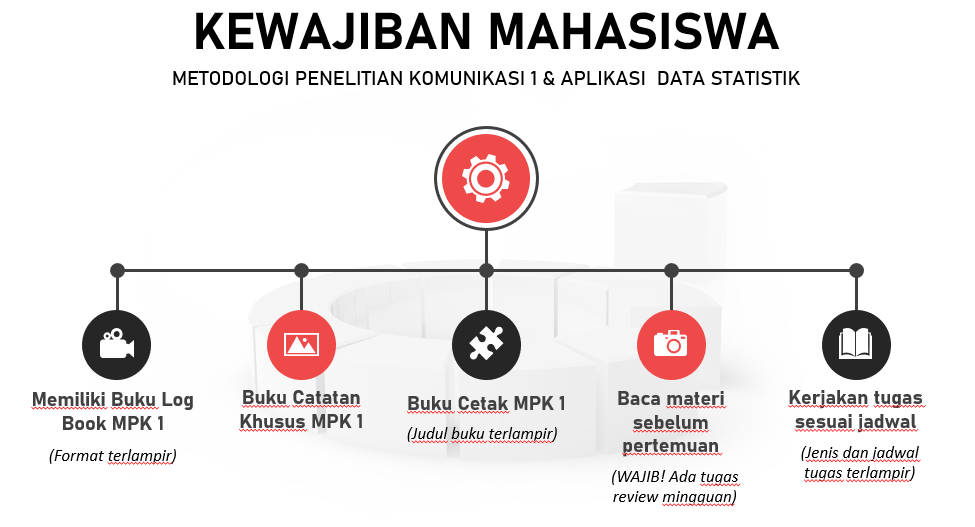 KEWAJIBAN MAHASISWA
METODOLOGI PENELITIAN KOMUNIKASI 1 & APLIKASI DATA STATISTIK
Memiliki Buku Log
Book MPK 1
(Format terlampir)
Buku Catatan
Khusus MPK 1
Buku Cetak MPK 1
(Judul buku terlampir)
Baca materi
sebelum
pertemuan
(WAJIB! Ada tugas
review mingguan)
Kerjakan tugas
sesuai jadwal
(Jenis dan jadwal
tugas terlampir)